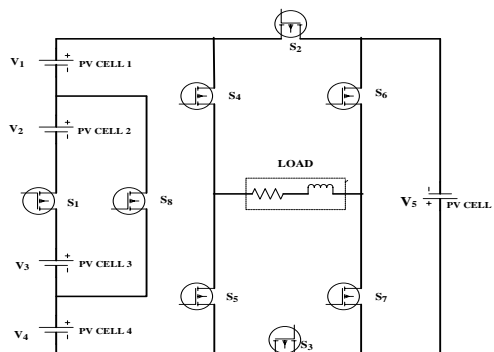 S2
V1
+
-
PV CELL 1
S4
S6
V2
+
-
PV CELL 2
LOAD
S1
S8
-
+
V5
PV CELL
V3
+
-
PV CELL 3
S5
S7
V4
+
-
PV CELL 4
S3